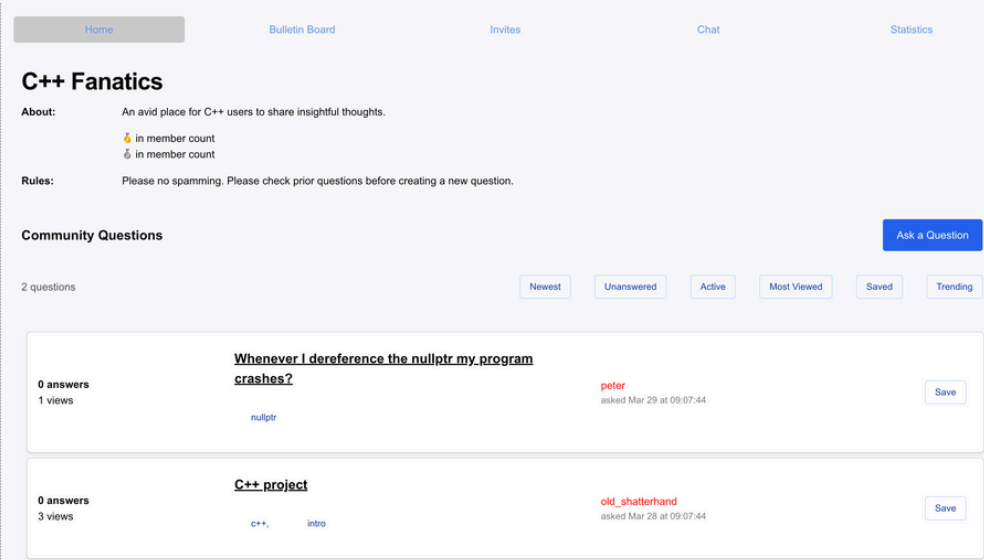 Home Bulletin Board Invites Chat Statistics
C++ Fanatics
About: An avid place for C++ users to share insightful thoughts.
🥇 in member count
🥈 in member count
Rules: Please no spamming. Please check prior questions before creating a new question.
Community Questions Ask a Question
2 questions Newest Unanswered Active Most Viewed Saved Trending
Whenever I dereference the nullptr my program
crashes?
0 answers peter Save
1 views asked Mar 29 at 09:07:44
nullptr
C++ project
0 answers old_shatterhand Save
3 views asked Mar 28 at 09:07:44
c++, intro